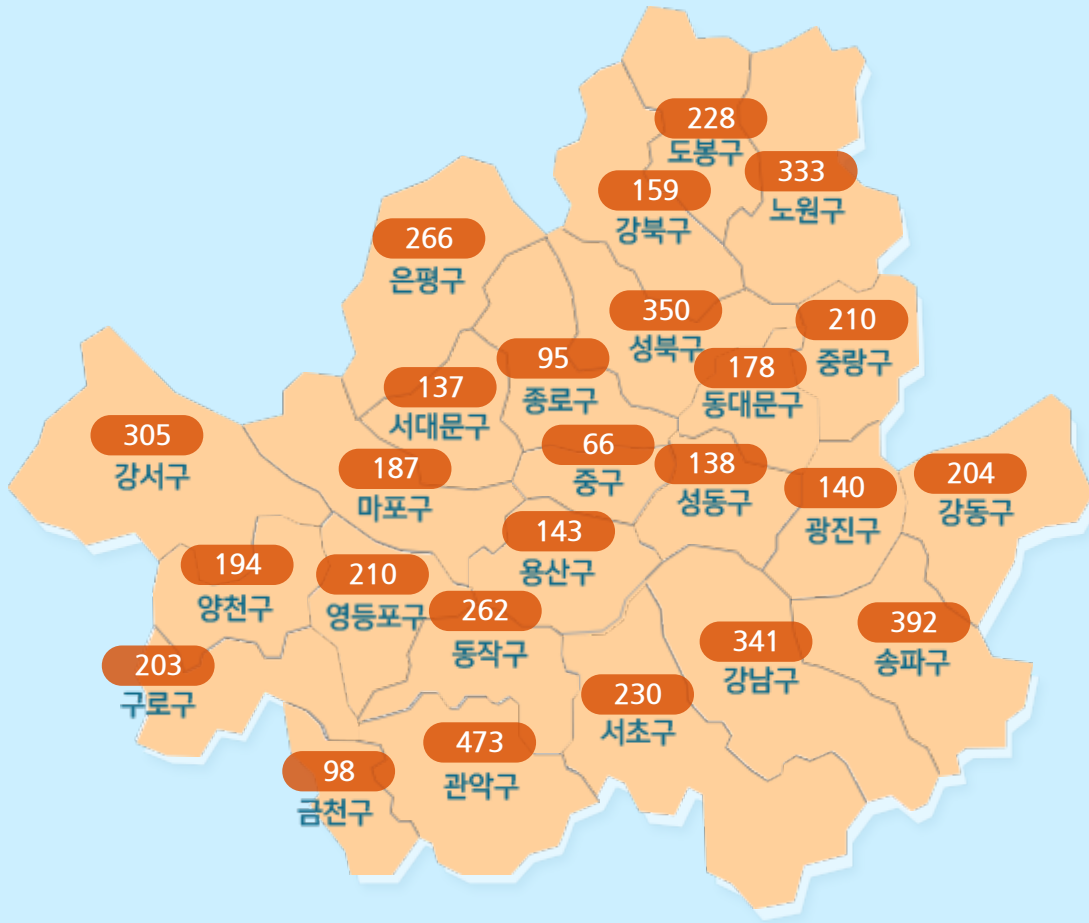 228
도봉구
333
노원구
159
강북구
266
은평구
350
성북구
210
중랑구
178
동대문구
95
종로구
137
서대문구
305
강서구
187
마포구
66
중구
138
성동구
140
광진구
204
강동구
143
용산구
194
양천구
210
영등포구
262
동작구
392
송파구
341
강남구
203
구로구
230
서초구
473
관악구
98
금천구